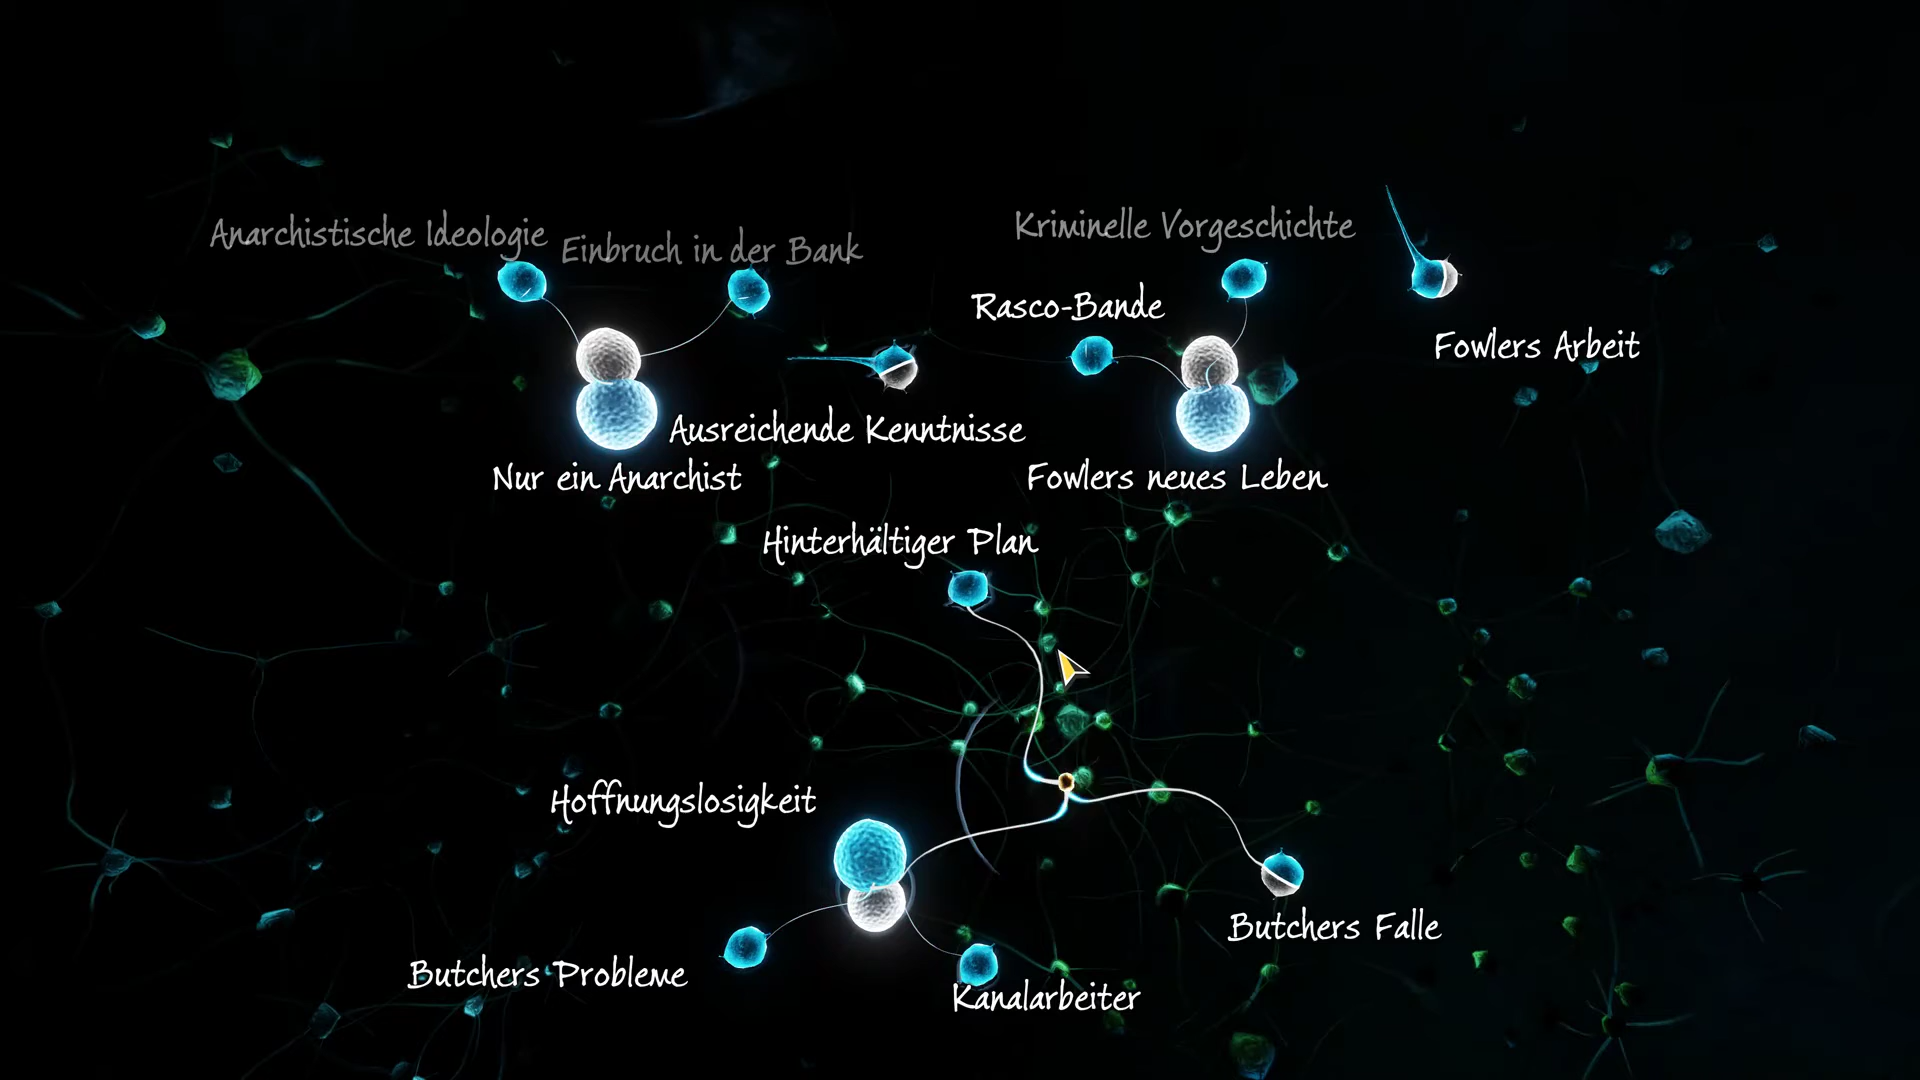 Anarchistische Ideologie
Einbruch in der Bank
Kriminelle Vorgeschichte
Rasco-Bande
Fowlers Arbeit
Ausreichende Kenntnisse
Nur ein Anarchist
Fowlers neues Leben
Hinterhältiger Plan
Hoffnungslosigkeit
Butchers Falle
Butchers Probleme
Kanalarbeiter